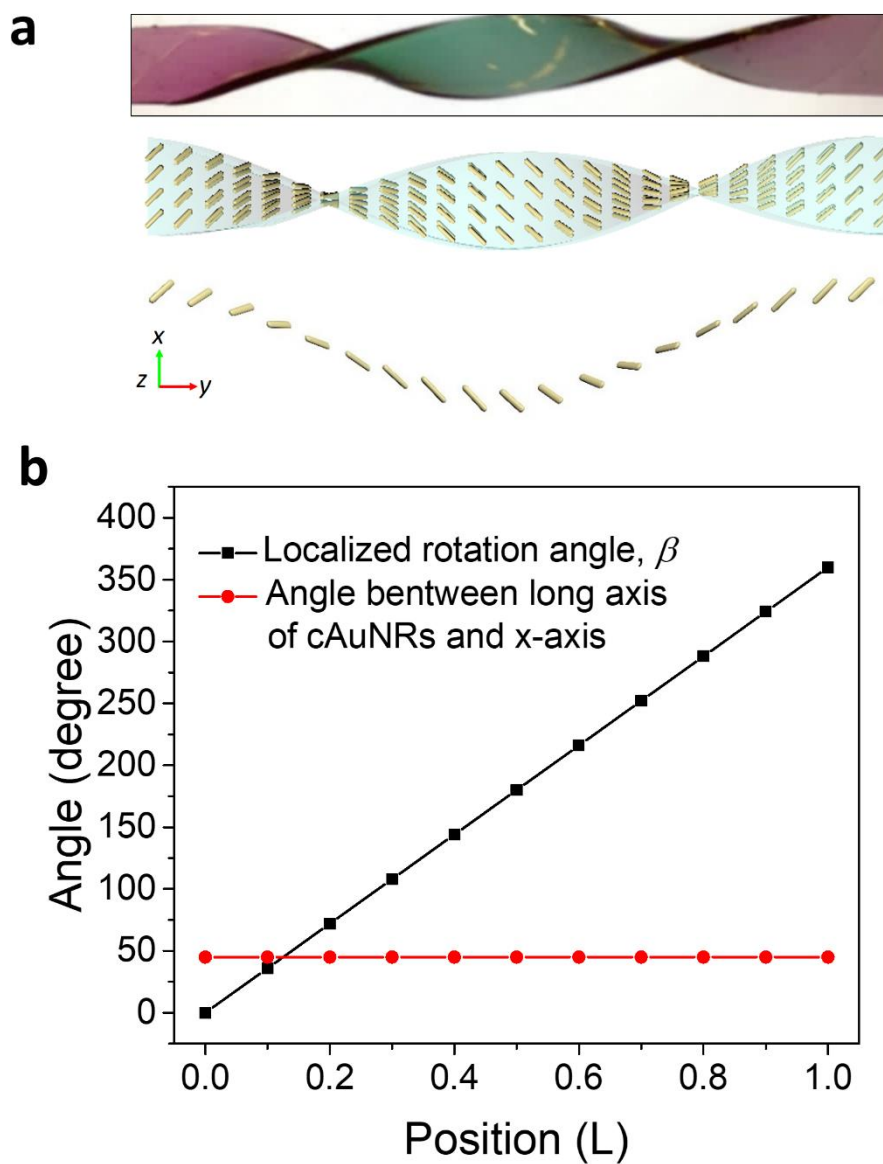 a
x
z
y
b
400
350
300
250
200
150
100
50
0
Angle (degree)
Localized rotation angle, β
Angle bentween long axis
of cAuNRs and x-axis
0.0 0.2 0.4 0.6 0.8 1.0
Position (L)